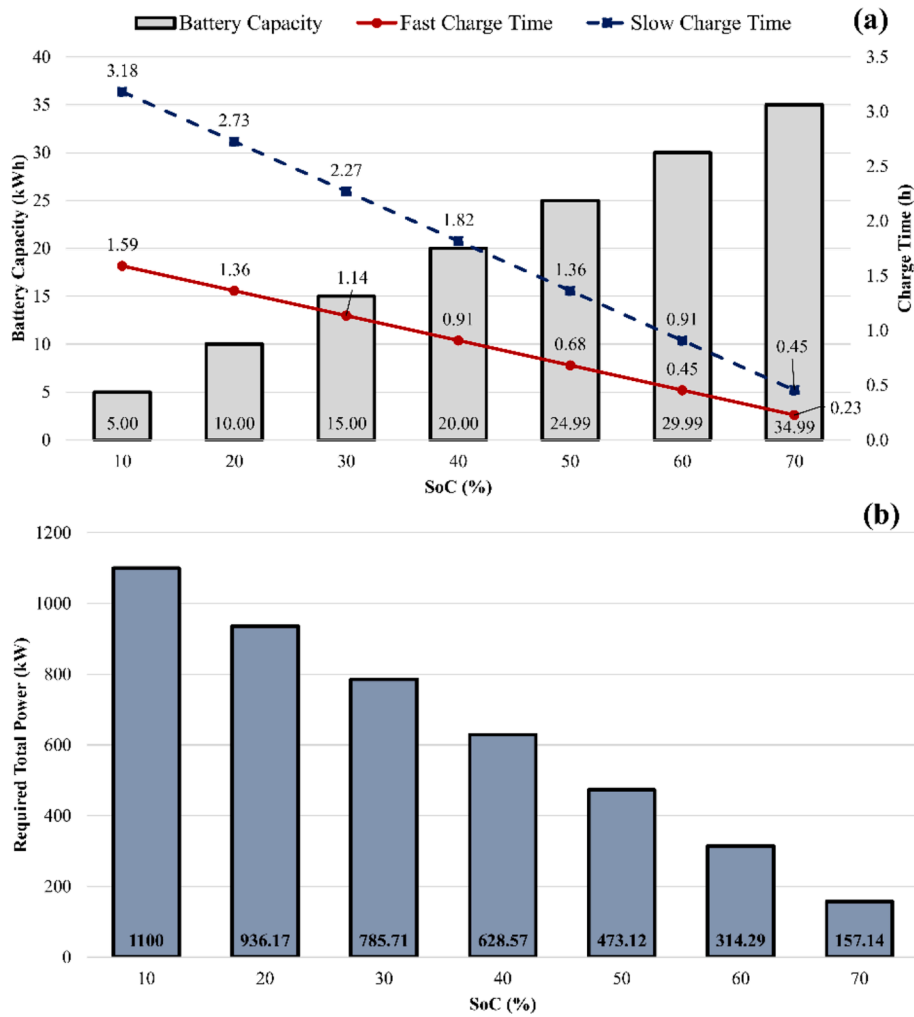 (a)
Battery Capacity Fast Charge Time Slow Charge Time
40 3.5
3.18
35 3.0
2.73
30 2.5
2.27
25 2.0
1.82
20 1.5
1.59 1.36 1.14 1.36
15 1.0
0.91 0.68 0.91 0.45 0.45
10 0.5
0.23
5 0.0
0
5.00 10.00 15.00 20.00 24.99 29.99 34.99
10 20 30 40 50 60 70
SoC (%)
Battery Capacity (kWh)
Charge Time (h)
(b)
1200
1000
800
600
400
200
0
1100 936.17 785.71 628.57 473.12 314.29 157.14
10 20 30 40 50 60 70
SoC (%)
Required Total Power (kW)